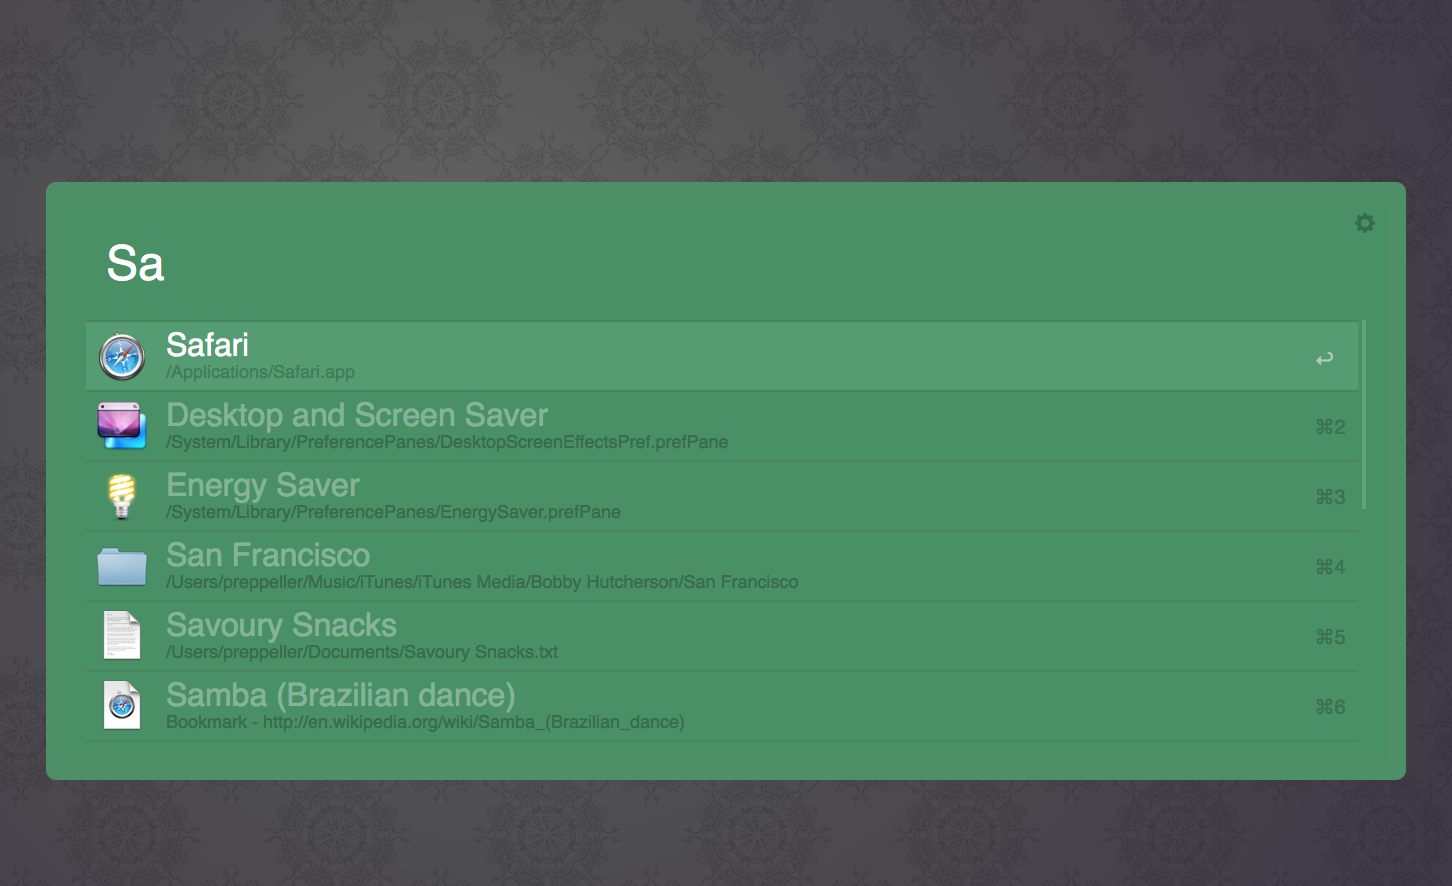 Sa
Safari
/Applications/Safari.app
↩
Desktop and Screen Saver
/System/Library/PreferencePanes/DesktopScreenEffectsPref.prefPane
⌘2
Energy Saver
/System/Library/PreferencePanes/EnergySaver.prefPane
⌘3
San Francisco
/Users/preppeller/Music/iTunes/iTunes Media/Bobby Hutcherson/San Francisco
⌘4
Savoury Snacks
/Users/preppeller/Documents/Savoury Snacks.txt
⌘5
Samba (Brazilian dance)
Bookmark - http://en.wikipedia.org/wiki/Samba_(Brazilian_dance)
⌘6